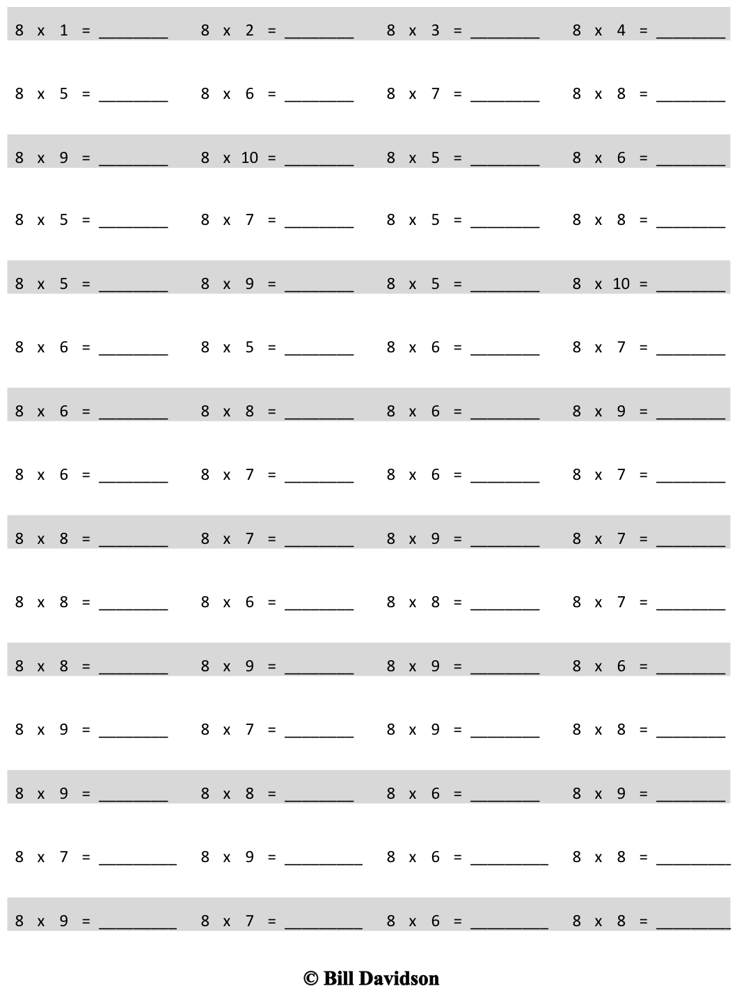 8 x 1 = ________ 8 x 2 = ________ 8 x 3 = ________ 8 x 4 = ________
8 x 5 = ________ 8 x 6 = ________ 8 x 7 = ________ 8 x 8 = ________
8 x 9 = ________ 8 x 10 = ________ 8 x 5 = ________ 8 x 6 = ________
8 x 5 = ________ 8 x 7 = ________ 8 x 5 = ________ 8 x 8 = ________
8 x 5 = ________ 8 x 9 = ________ 8 x 5 = ________ 8 x 10 = ________
8 x 6 = ________ 8 x 5 = ________ 8 x 6 = ________ 8 x 7 = ________
8 x 6 = ________ 8 x 8 = ________ 8 x 6 = ________ 8 x 9 = ________
8 x 6 = ________ 8 x 7 = ________ 8 x 6 = ________ 8 x 7 = ________
8 x 8 = ________ 8 x 7 = ________ 8 x 9 = ________ 8 x 7 = ________
8 x 8 = ________ 8 x 6 = ________ 8 x 8 = ________ 8 x 7 = ________
8 x 8 = ________ 8 x 9 = ________ 8 x 9 = ________ 8 x 6 = ________
8 x 9 = ________ 8 x 7 = ________ 8 x 9 = ________ 8 x 8 = ________
8 x 9 = ________ 8 x 8 = ________ 8 x 6 = ________ 8 x 9 = ________
8 x 7 = _________ 8 x 9 = _________ 8 x 6 = _________ 8 x 8 = _________
8 x 9 = _________ 8 x 7 = _________ 8 x 6 = _________ 8 x 8 = _________
© Bill Davidson